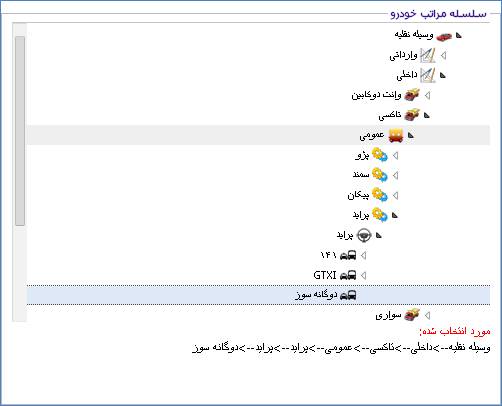 سلسله مراتب خودرو
وسیله نقلیه
وارداتی
داخلی
وانت دوکابین
تاکسی
عمومی
پژو
سمند
پیکان
پراید
پراید
۱۴۱
GTXI
دوگانه سوز
سواری
مورد انتخاب شده:
وسیله نقلیه-->داخلی-->تاکسی-->عمومی-->پراید-->پراید-->دوگانه سوز